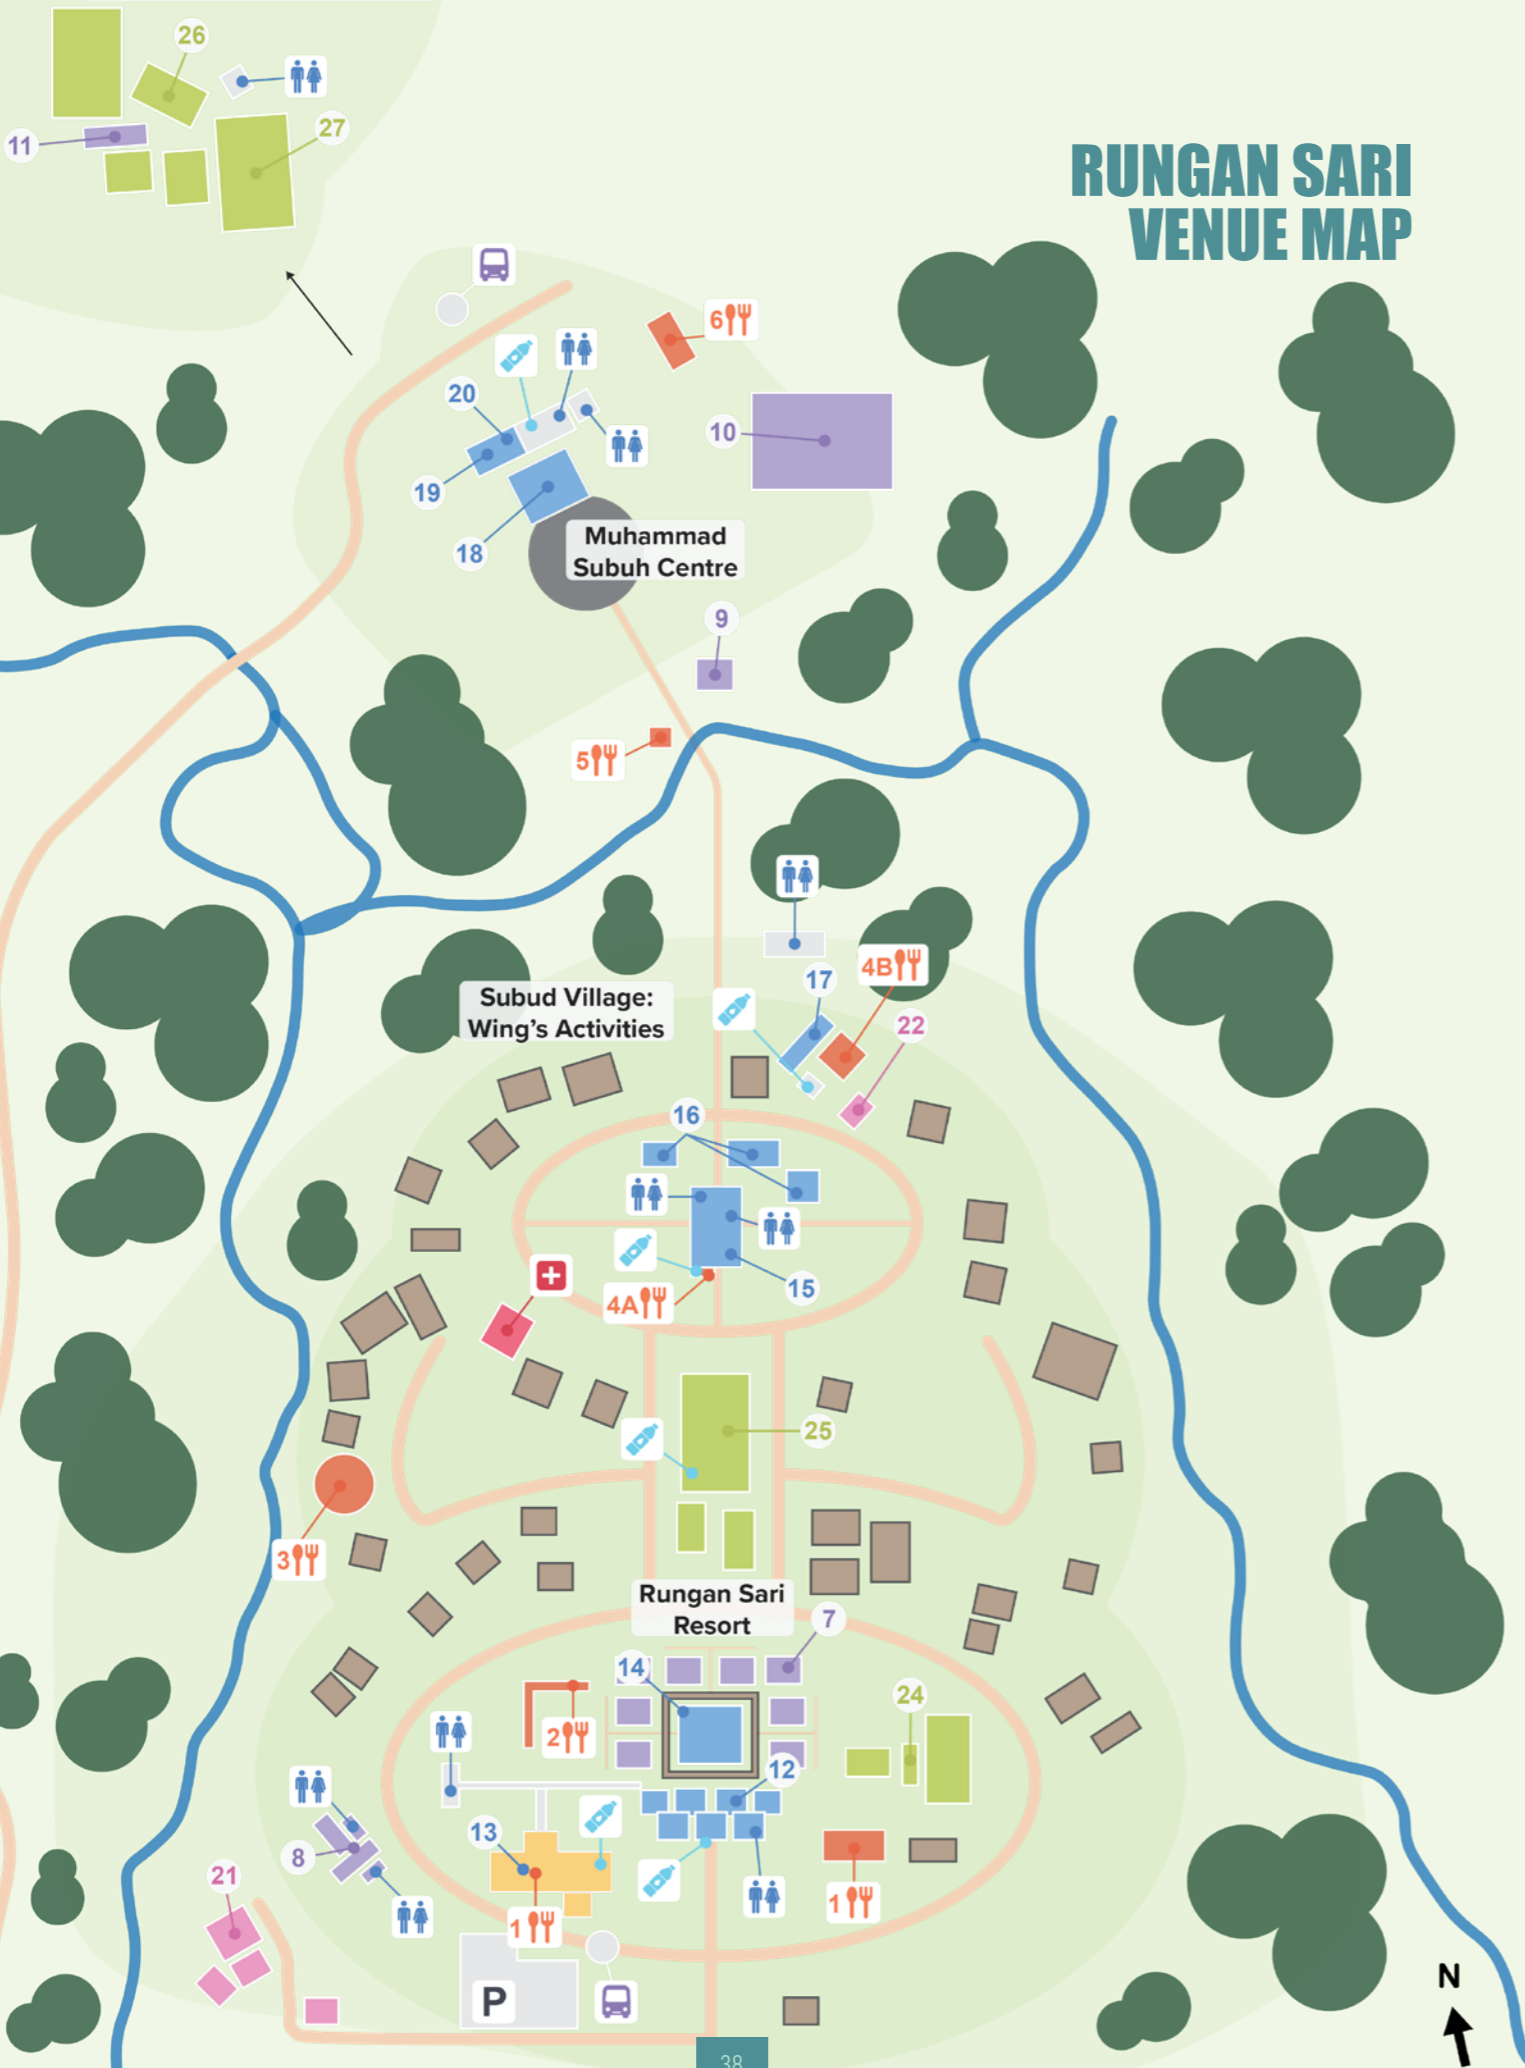 26
27
11
RUNGAN SARI
VENUE MAP
6
20
10
19
18
Muhammad
Subuh Centre
9
5
4B
17
Subud Village:
Wing's Activities
22
16
15
4A
25
3
Rungan Sari
Resort
7
14
24
2
12
13
8
21
1
1
P
N
38